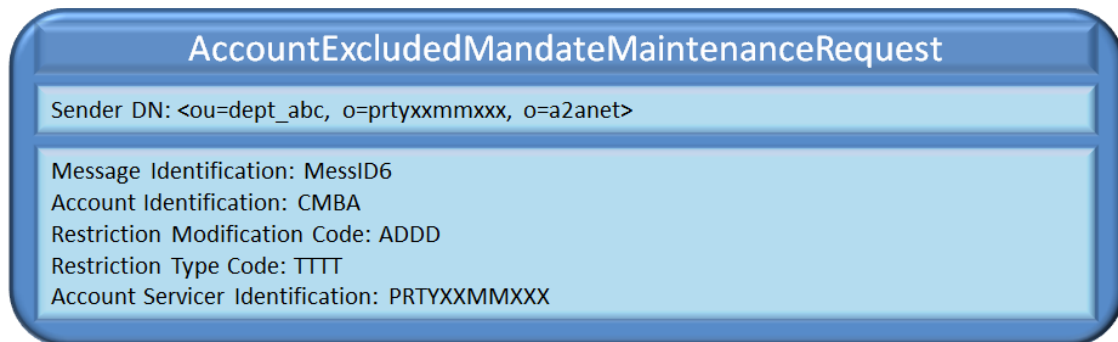 AccountExcludedMandateMaintenanceRequest
Sender DN: <ou=dept_abc, o=prtyxxmmxxx, o=a2anet>
Message Identification: MessID6
Account Identification: CMBA
Restriction Modification Code: ADDD
Restriction Type Code: TTTT
Account Servicer Identification: PRTYXXMMXXX